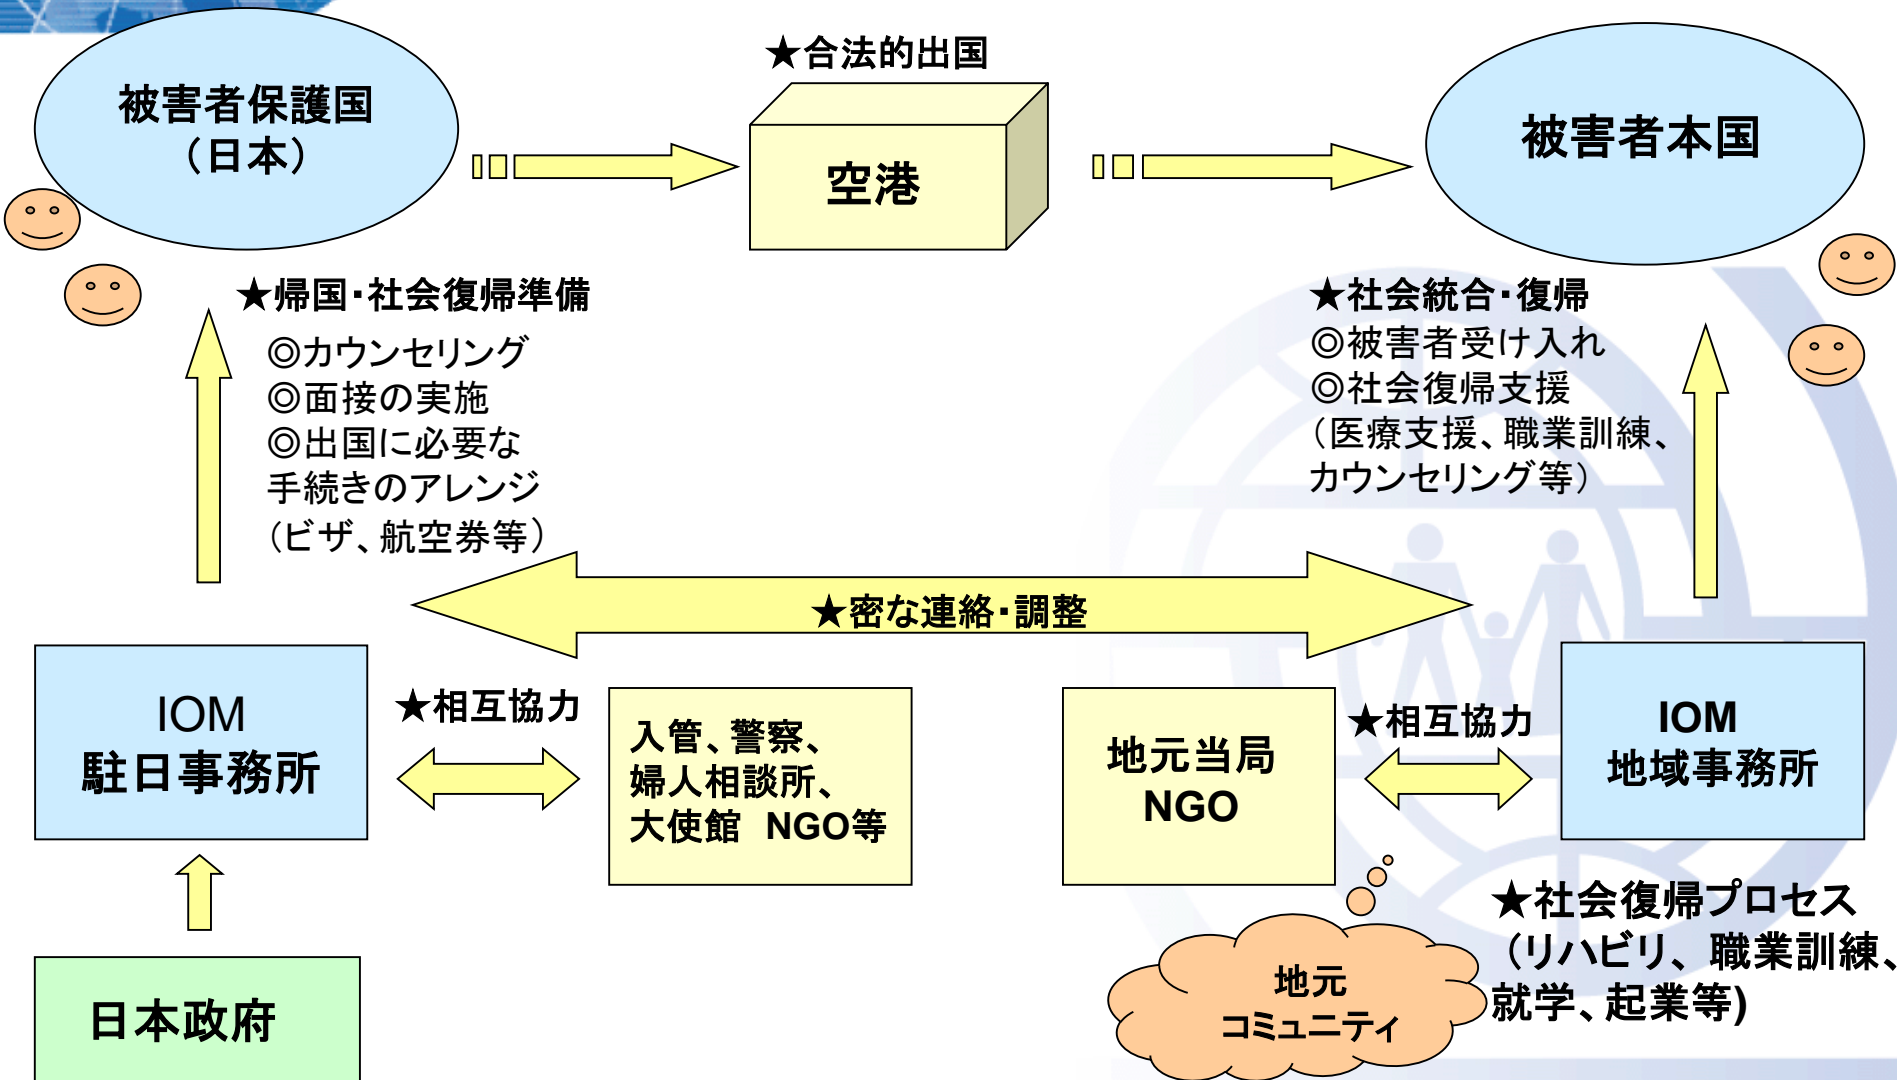 ★合法的出国
被害者保護国
（日本）
空港
被害者本国
★帰国・社会復帰準備
◎カウンセリング
◎面接の実施
◎出国に必要な
手続きのアレンジ
（ビザ、航空券等）
★社会統合・復帰
◎被害者受け入れ
◎社会復帰支援
（医療支援、職業訓練、
カウンセリング等）
★密な連絡・調整
IOM
駐日事務所
★相互協力
入管、警察、
婦人相談所、
大使館　NGO等
地元当局
NGO
★相互協力
IOM
地域事務所
日本政府
地元
コミュニティ
★社会復帰プロセス
（リハビリ、職業訓練、
就学、起業等)